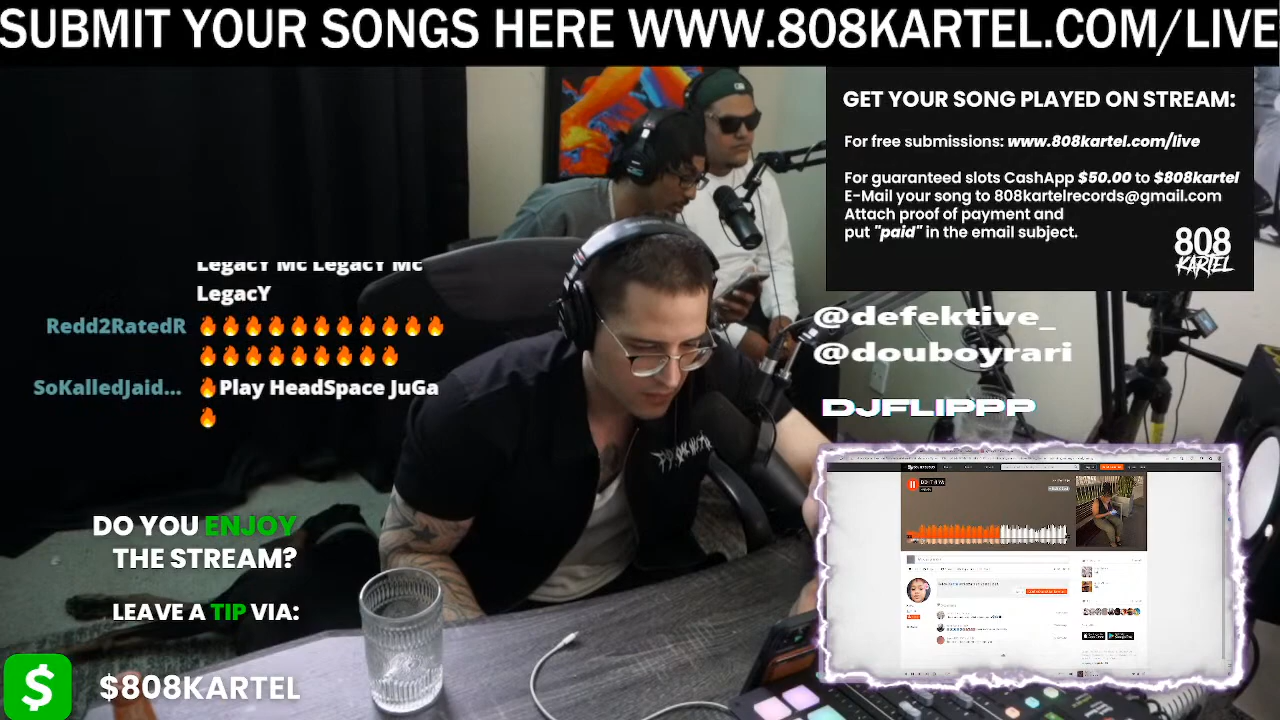 SUBMIT YOUR SONGS HERE WWW.808KARTEL.COM/LIVE
GET YOUR SONG PLAYED ON STREAM:
For free submissions: www.808kartel.com/live
For guaranteed slots CashApp $50.00 to $808kartel
E-Mail your song to 808kartelrecords@gmail.com
Attach proof of payment and
put "paid" in the email subject.
808
KARTEL
LegacY Mc LegacY Mc
LegacY
Redd2RatedR 🔥🔥🔥🔥🔥🔥🔥🔥🔥🔥🔥
🔥🔥🔥🔥🔥🔥🔥🔥🔥
SoKalledJaid... 🔥Play HeadSpace JuGa
🔥
@defektive_
@douboyrari
DJFLIPPP
DO YOU ENJOY
THE STREAM?
LEAVE A TIP VIA:
$808KARTEL